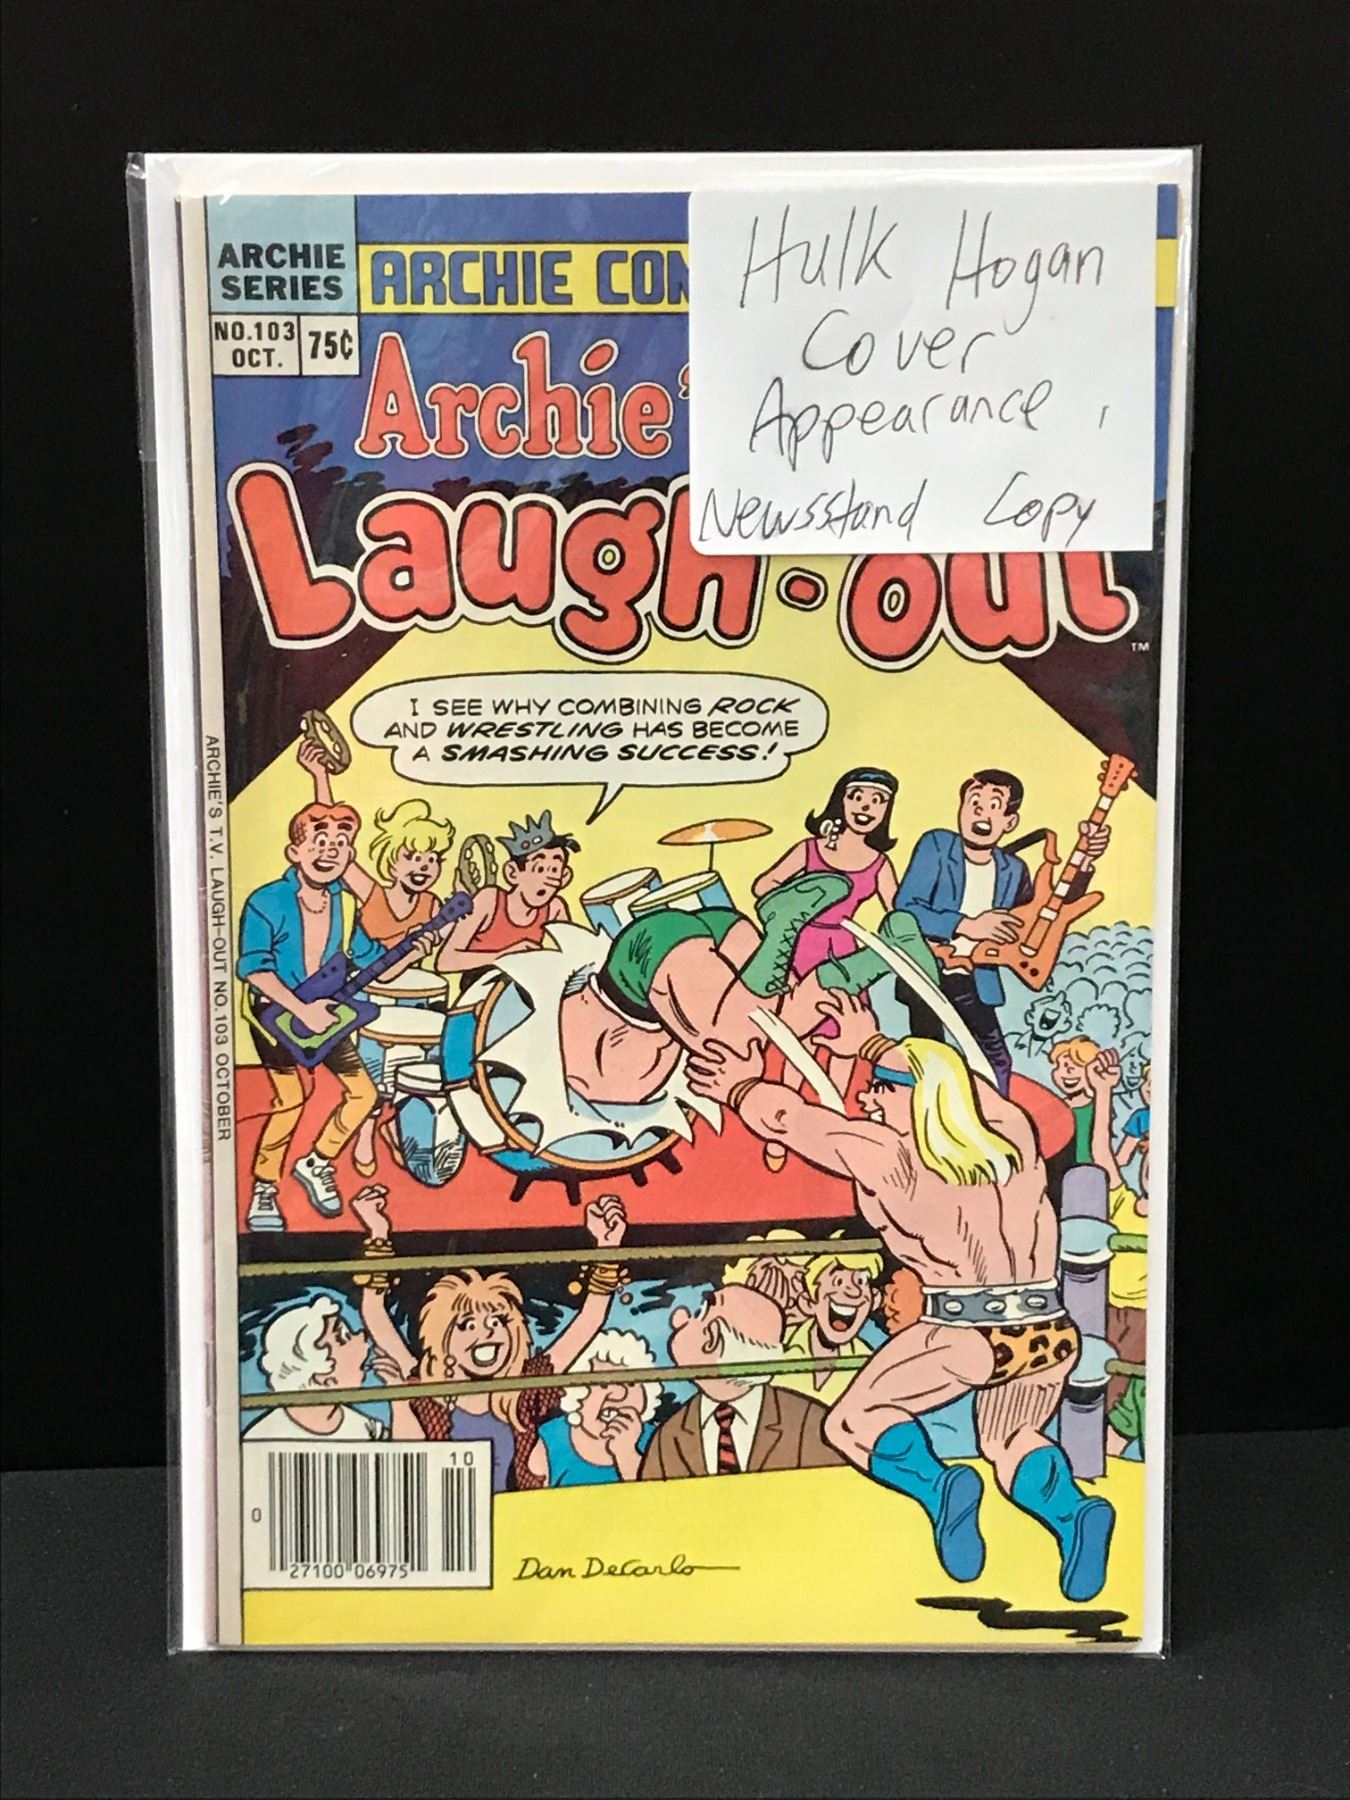 ARCHIE
SERIES
ARCHIE CO
NO.103
OCT.
75¢
Archie'
Laugh-Out
TM
Hulk Hogan
Cover
Appearance,
Newsstand Copy
I SEE WHY COMBINING ROCK
AND WRESTLING HAS BECOME
A SMASHING SUCCESS!
ARCHIE'S T.V. LAUGH-OUT NO.103 OCTOBER
10
0
27100 06975
Dan DeCarlo